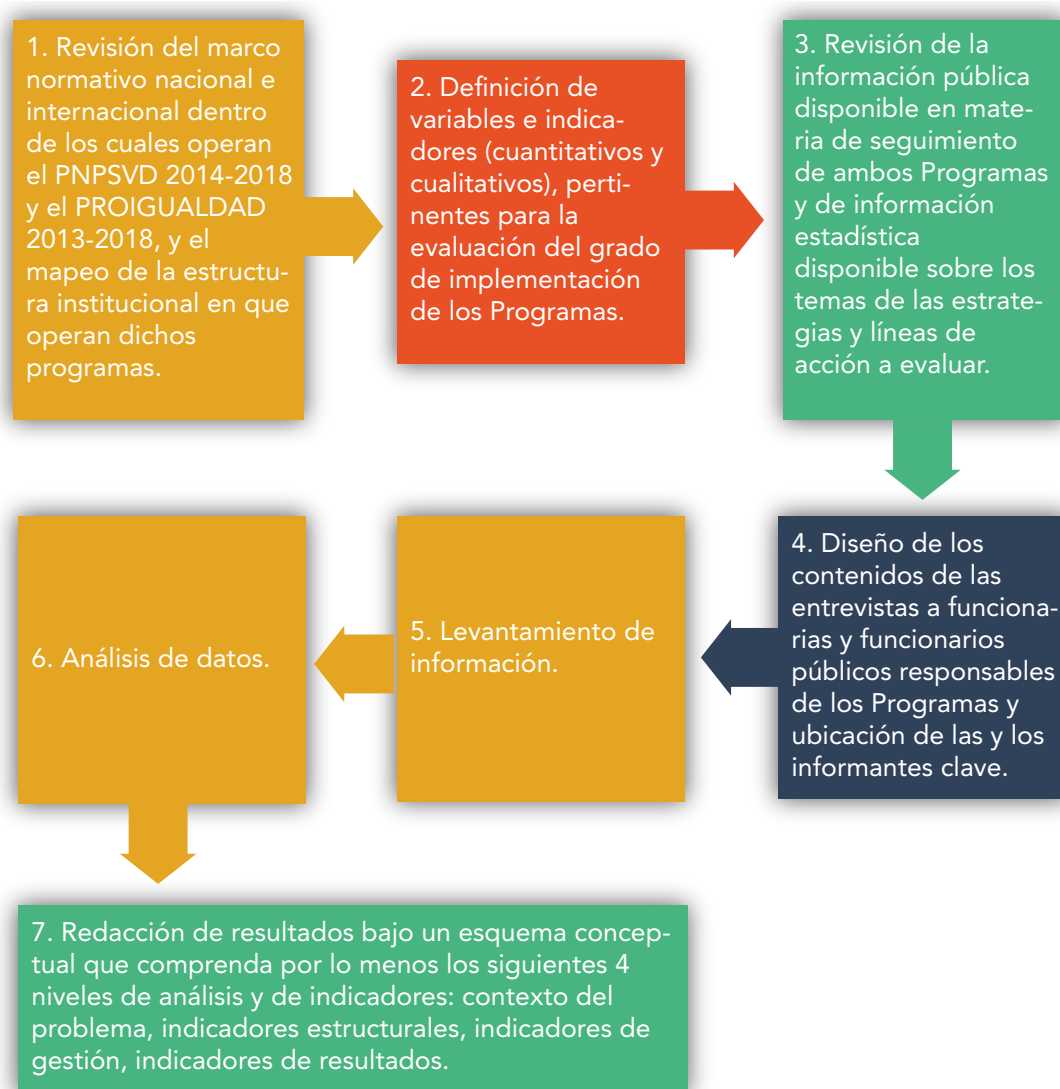 1. Revisión del marco
normativo nacional e
internacional dentro
de los cuales operan
el PNPSVD 2014-2018
y el PROIGUALDAD
2013-2018, y el
mapeo de la estructu-
ra institucional en que
operan dichos
programas.
2. Definición de
variables e indica-
dores (cuantitativos y
cualitativos), perti-
nentes para la
evaluación del grado
de implementación
de los Programas.
3. Revisión de la
información pública
disponible en mate-
ria de seguimiento
de ambos Programas
y de información
estadística
disponible sobre los
temas de las estrate-
gias y líneas de
acción a evaluar.
4. Diseño de los
contenidos de las
entrevistas a funciona-
rias y funcionarios
públicos responsables
de los Programas y
ubicación de las y los
informantes clave.
5. Levantamiento de
información.
6. Análisis de datos.
7. Redacción de resultados bajo un esquema concep-
tual que comprenda por lo menos los siguientes 4
niveles de análisis y de indicadores: contexto del
problema, indicadores estructurales, indicadores de
gestión, indicadores de resultados.